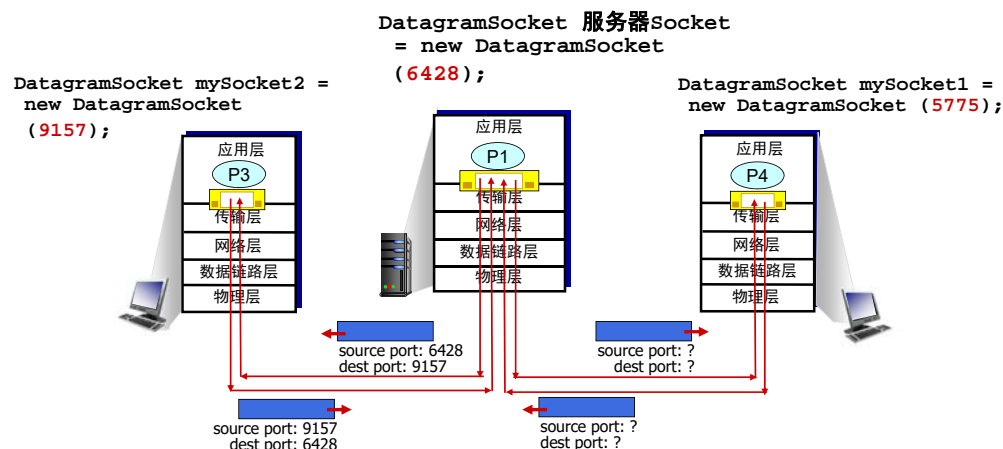 DatagramSocket 服务器Socket
= new DatagramSocket
(6428);
DatagramSocket mySocket2 =
new DatagramSocket
(9157);
DatagramSocket mySocket1 =
new DatagramSocket (5775);
应用层
P3
传输层
网络层
数据链路层
物理层
应用层
P1
传输层
网络层
数据链路层
物理层
应用层
P4
传输层
网络层
数据链路层
物理层
source port: 6428
dest port: 9157
source port: ?
dest port: ?
source port: 9157
dest port: 6428
source port: ?
dest port: ?